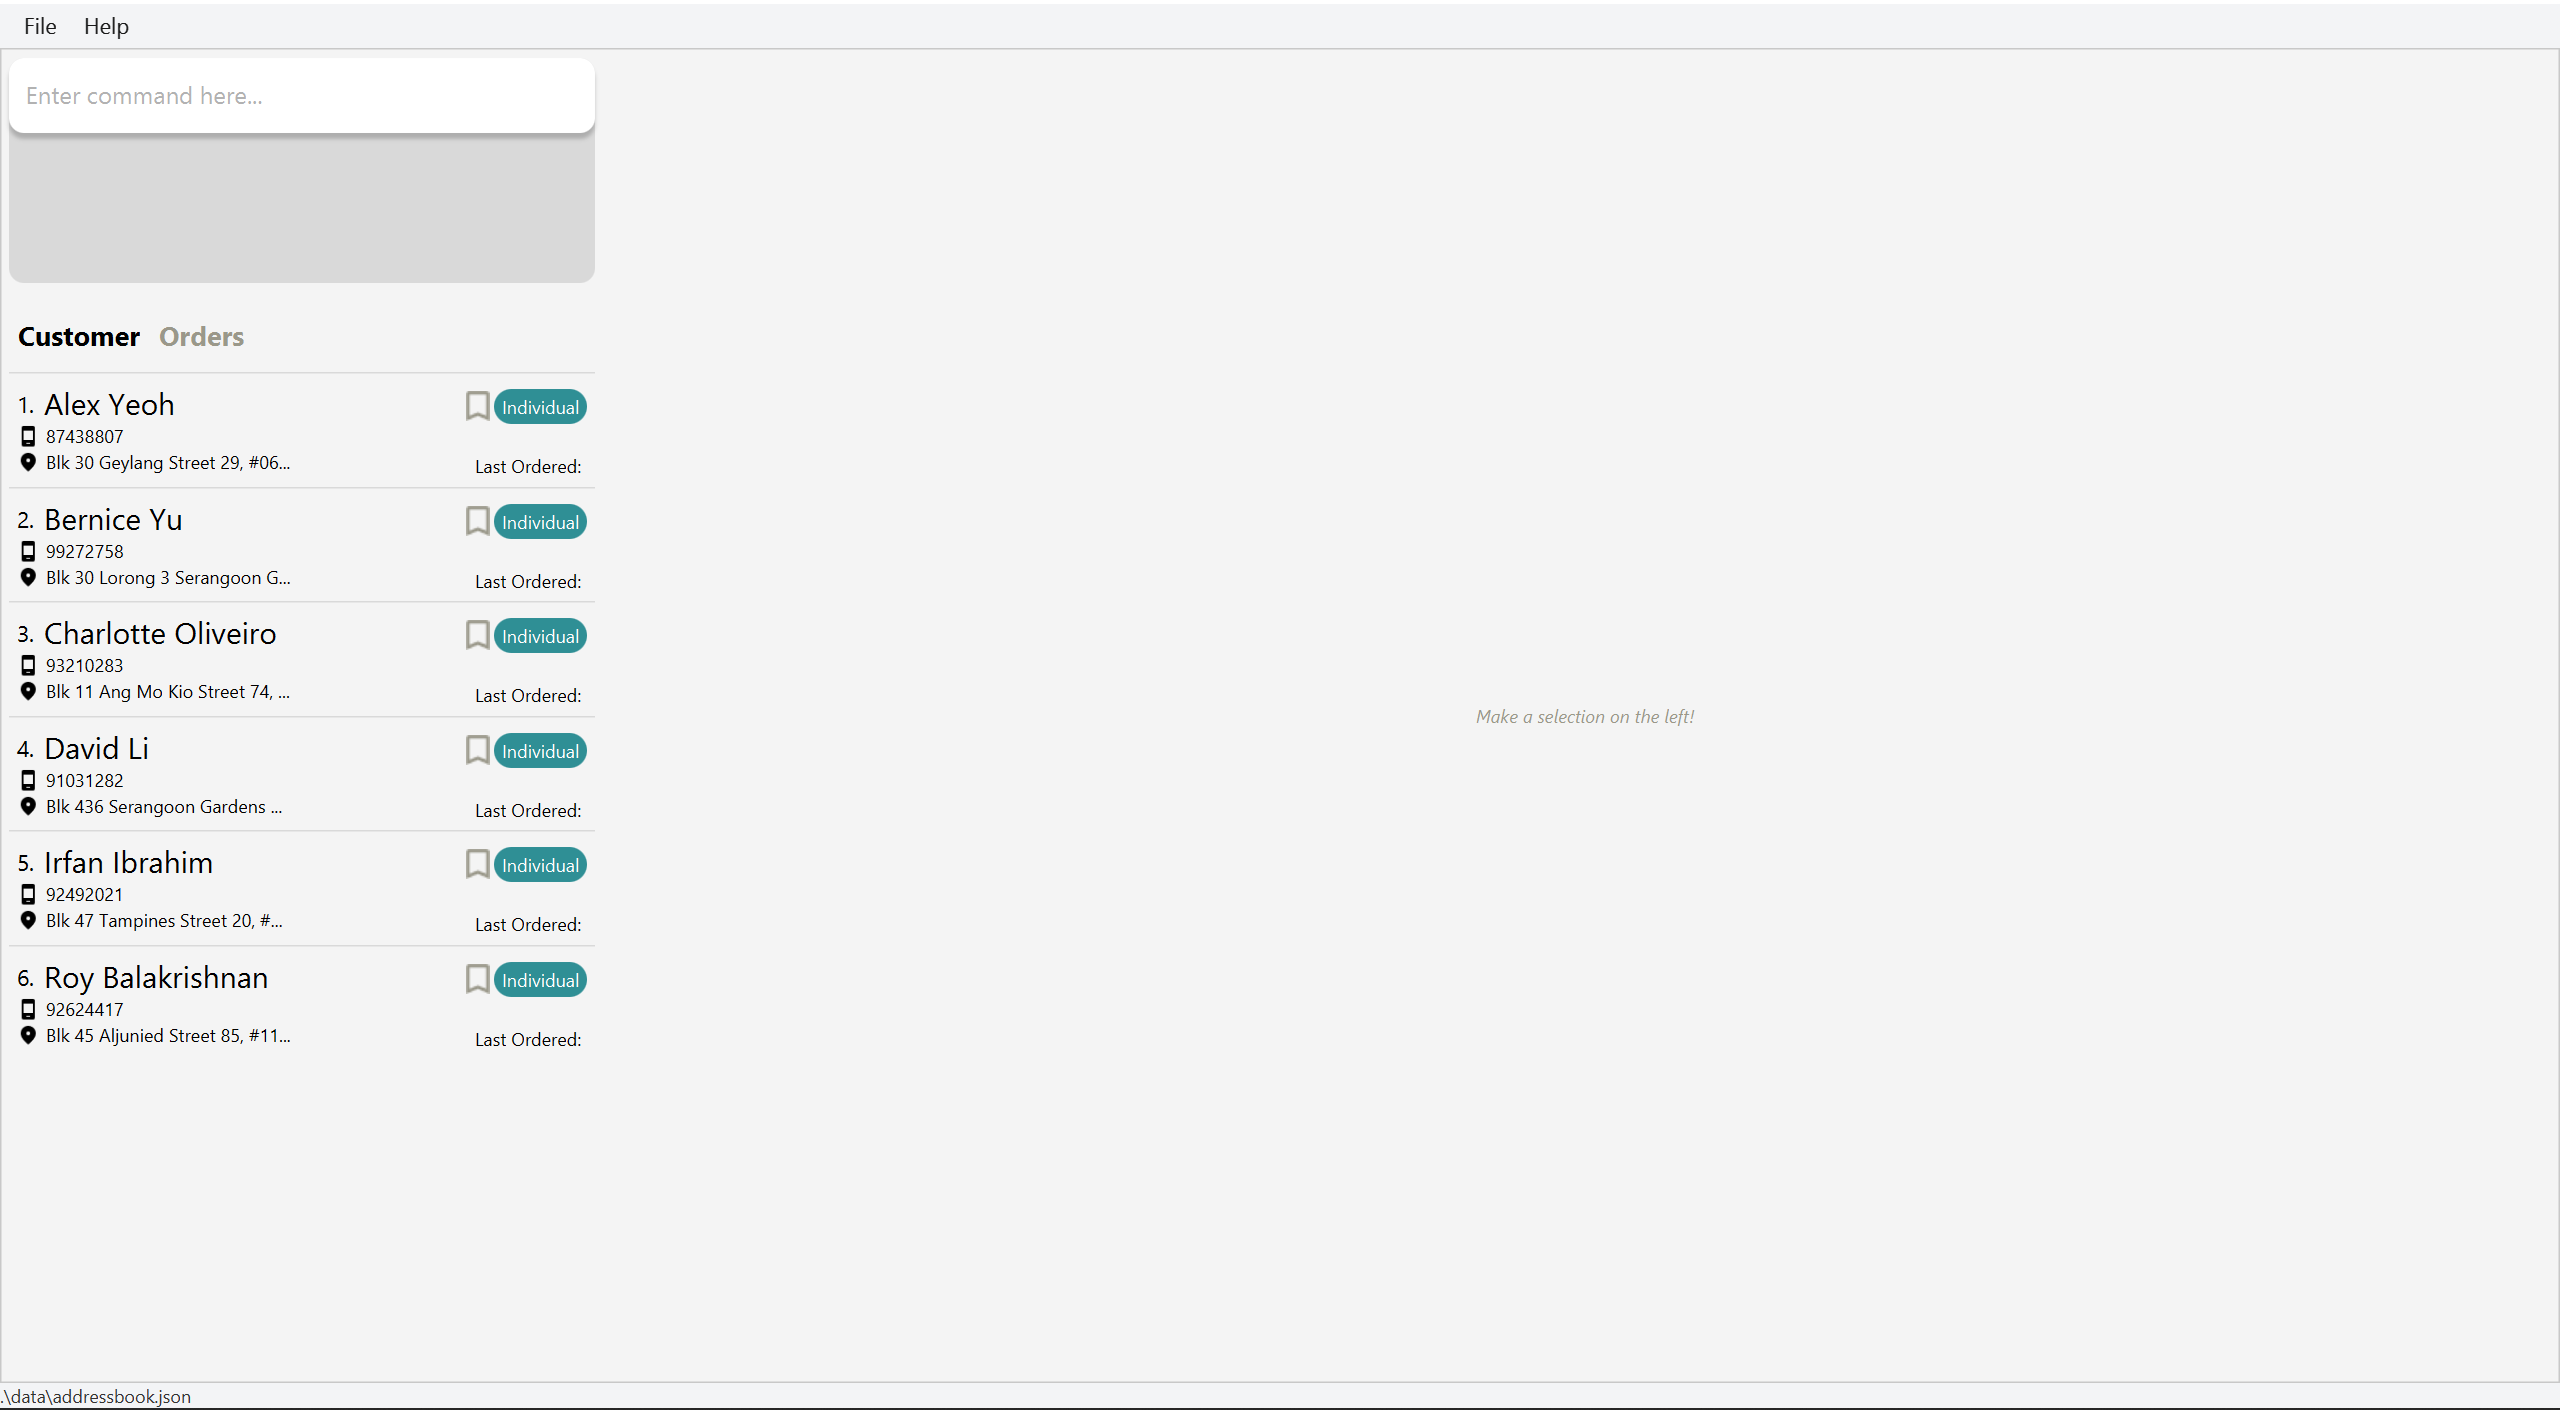 File Help
Enter command here...
Customer Orders
1. Alex Yeoh Individual
87438807
Blk 30 Geylang Street 29, #06... Last Ordered:
2. Bernice Yu Individual
99272758
Blk 30 Lorong 3 Serangoon G... Last Ordered:
3. Charlotte Oliveiro Individual
93210283
Blk 11 Ang Mo Kio Street 74, ... Last Ordered:
Make a selection on the left!
4. David Li Individual
91031282
Blk 436 Serangoon Gardens ... Last Ordered:
5. Irfan Ibrahim Individual
92492021
Blk 47 Tampines Street 20, #... Last Ordered:
6. Roy Balakrishnan Individual
92624417
Blk 45 Aljunied Street 85, #11... Last Ordered:
.\data\addressbook.json